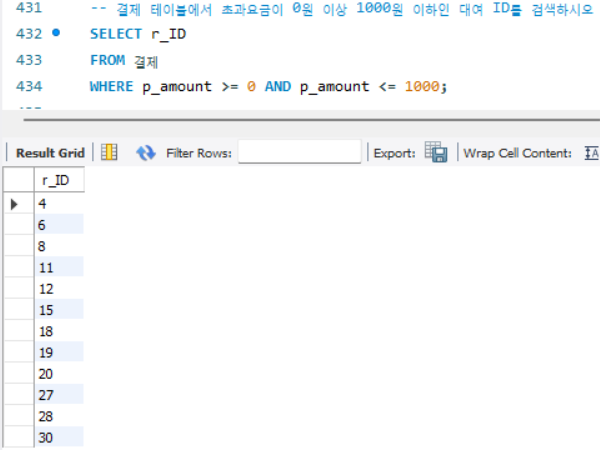 431 -- 결제 테이블에서 초과요금이 0원 이상 1000원 이하인 대여 ID를 검색하시오
432 SELECT r_ID
433 FROM 결제
434 WHERE p_amount >= 0 AND p_amount <= 1000;
Result Grid Filter Rows: Export: Wrap Cell Content:
r_ID
4
6
8
11
12
15
18
19
20
27
28
30